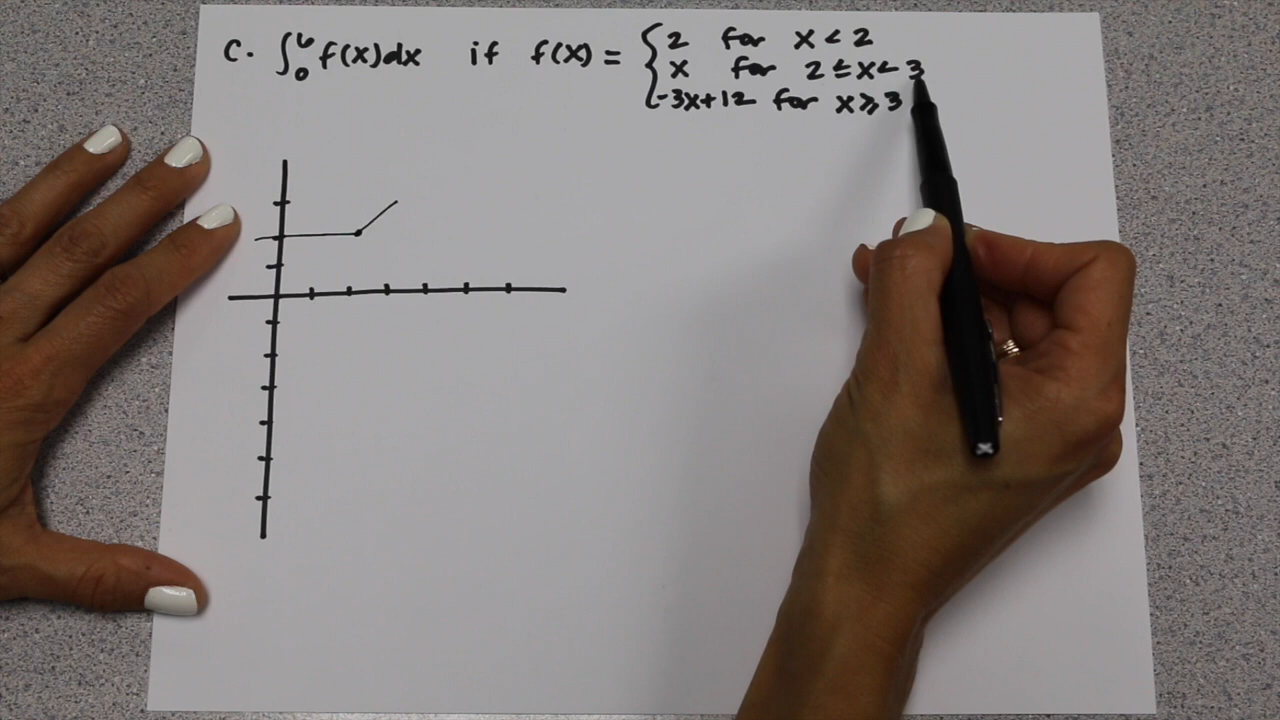 C. ∫₀⁶ f(x)dx if f(x) = { 2 for x < 2
x for 2 ≤ x < 3
-3x+12 for x ≥ 3